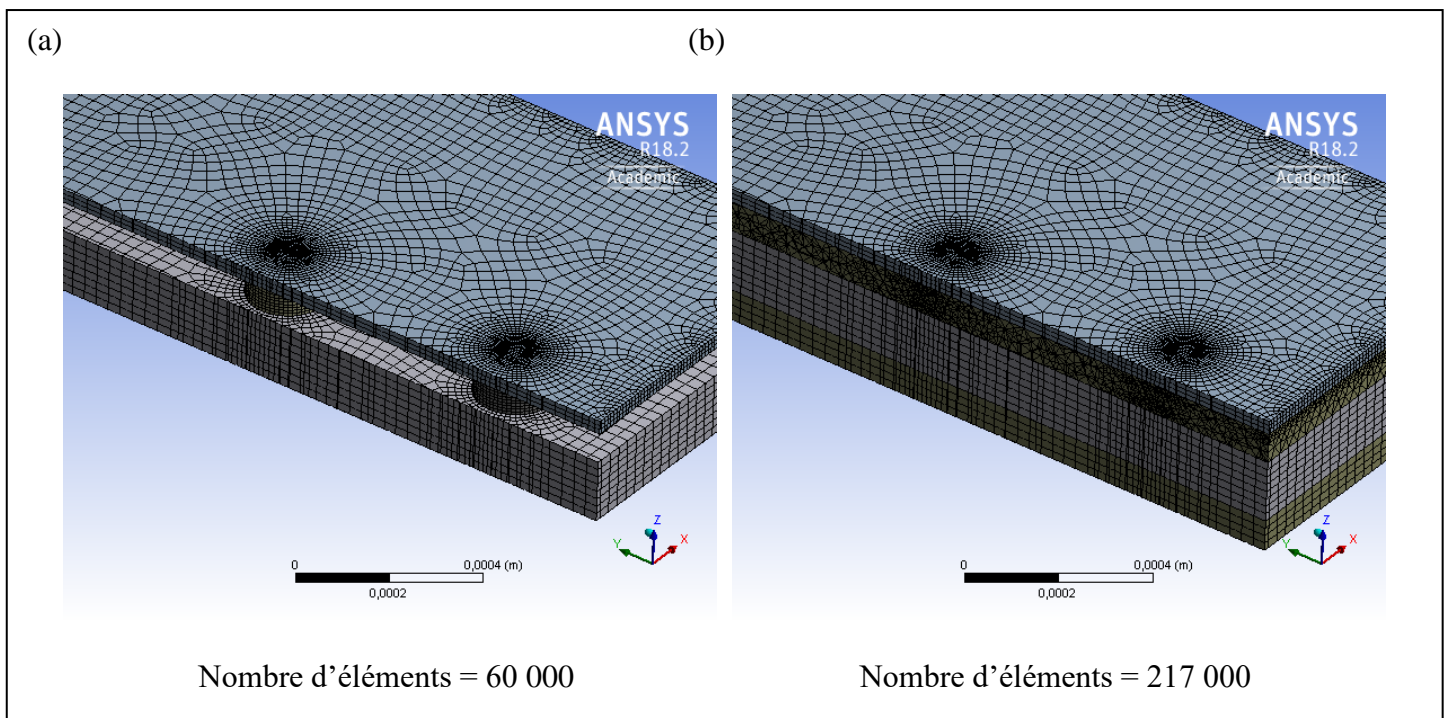 (a)
(b)
ANSYS
R18.2
Academic
ANSYS
R18.2
Academic
Z
Y
X
Z
Y
X
0
0,0004 (m)
0,0002
0
0,0004 (m)
0,0002
Nombre d’éléments = 60 000
Nombre d’éléments = 217 000